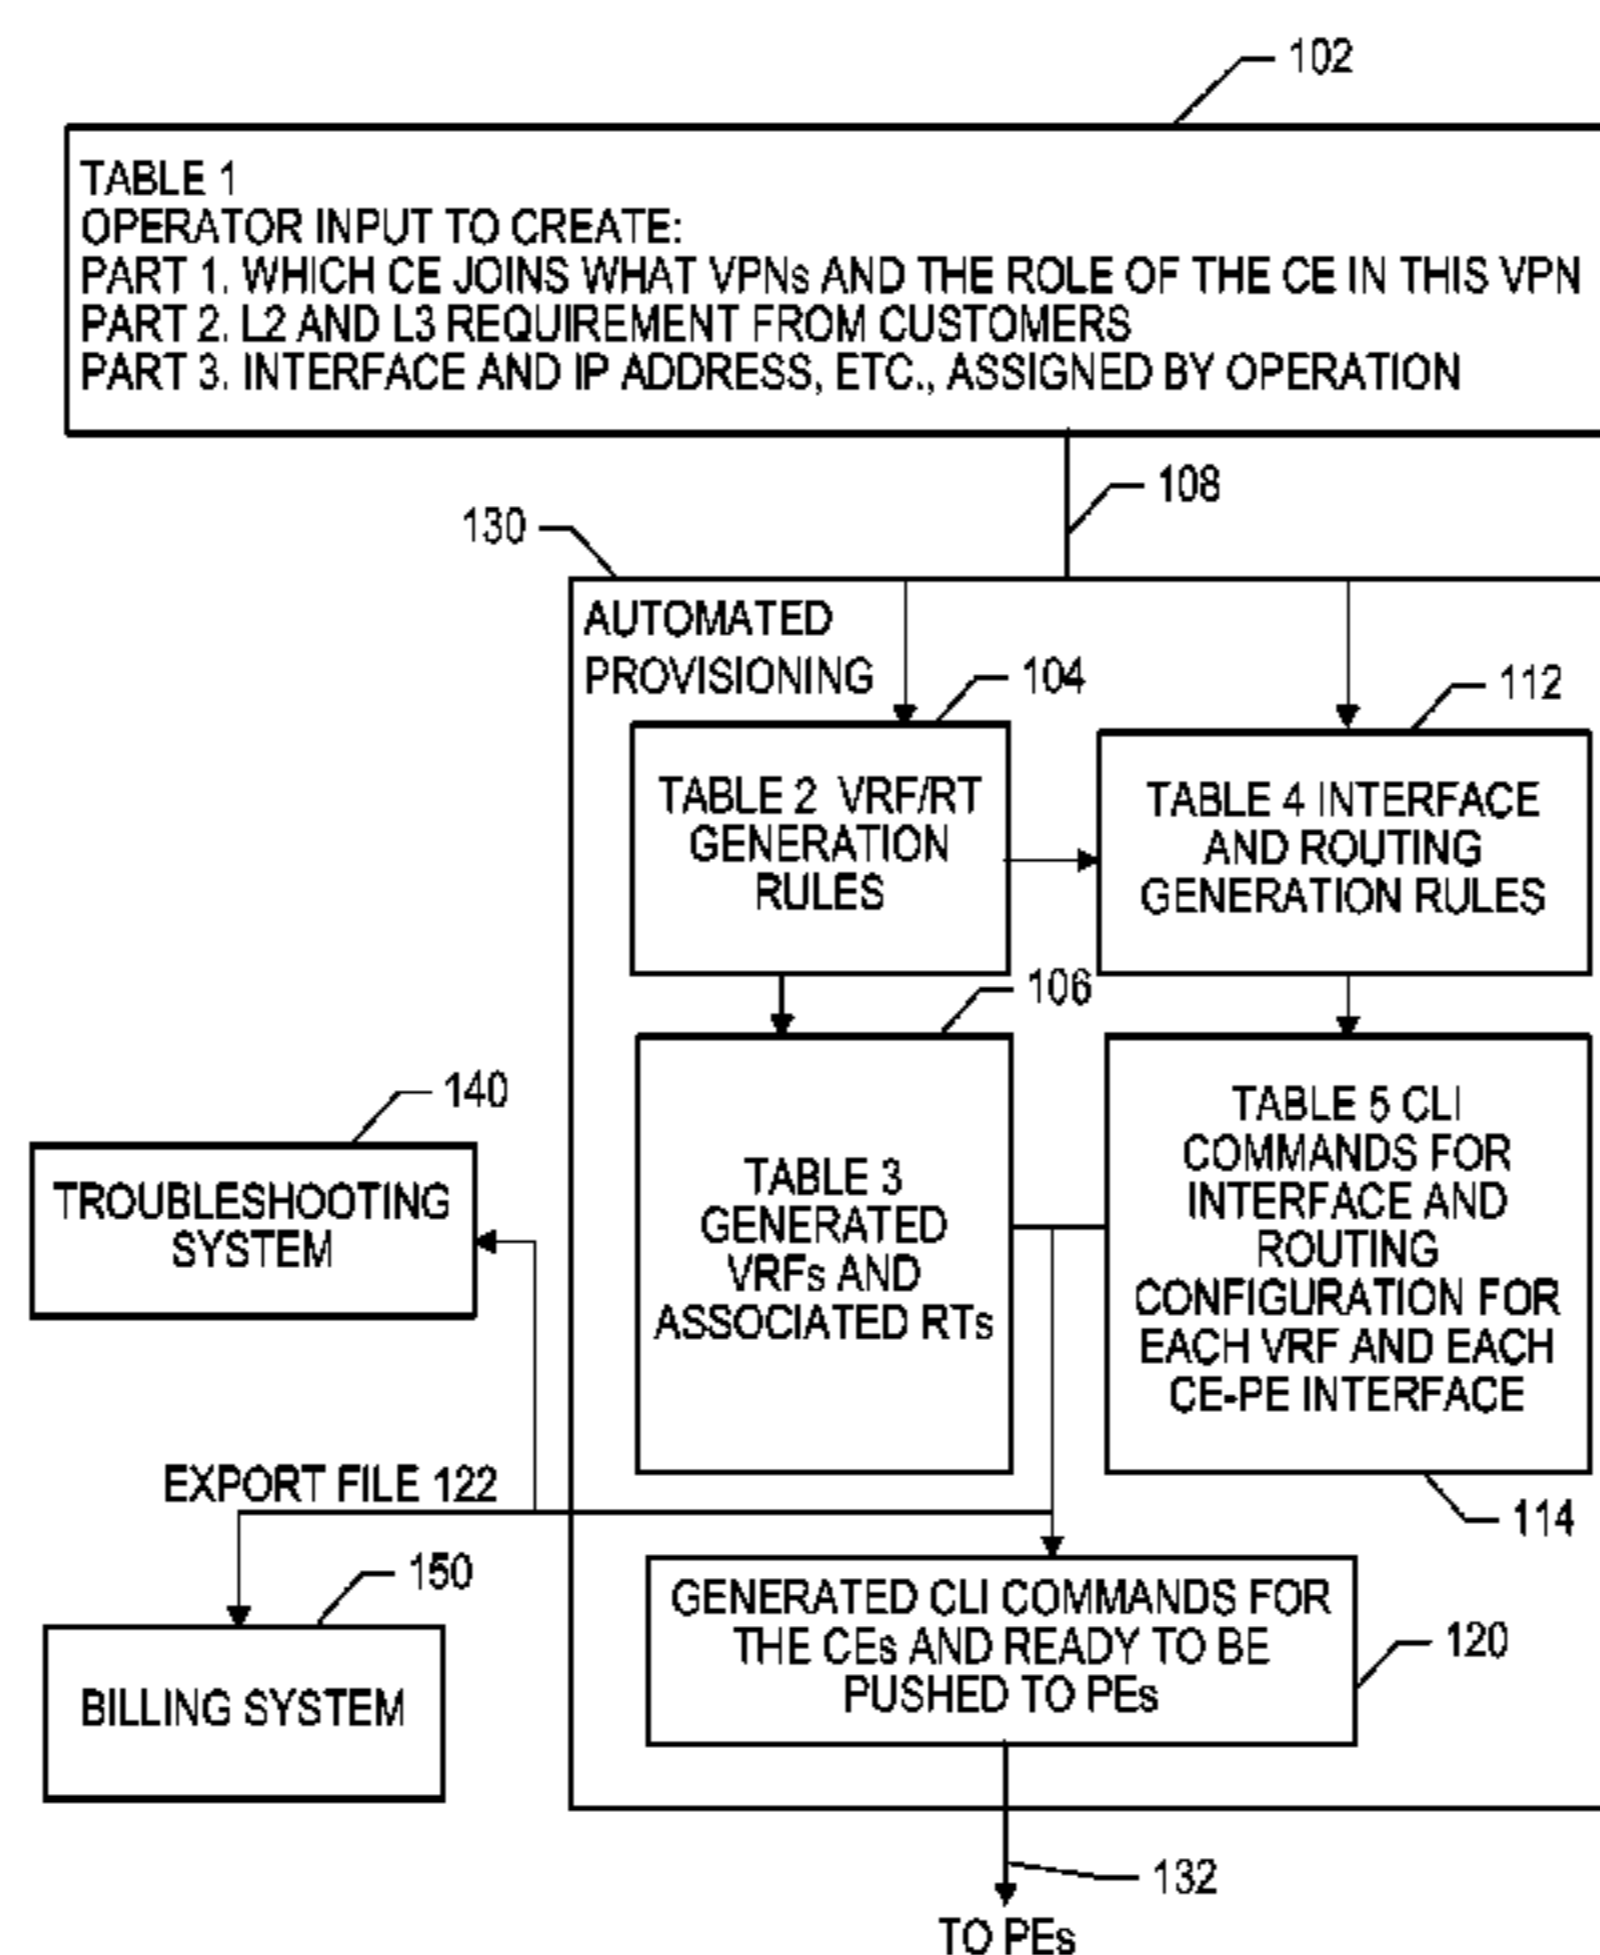 102
TABLE 1
OPERATOR INPUT TO CREATE:
PART 1. WHICH CE JOINS WHAT VPNs AND THE ROLE OF THE CE IN THIS VPN
PART 2. L2 AND L3 REQUIREMENT FROM CUSTOMERS
PART 3. INTERFACE AND IP ADDRESS, ETC., ASSIGNED BY OPERATION
108
130
AUTOMATED
PROVISIONING
104
112
TABLE 2 VRF/RT
GENERATION
RULES
TABLE 4 INTERFACE
AND ROUTING
GENERATION RULES
106
140
TROUBLESHOOTING
SYSTEM
TABLE 3
GENERATED
VRFs AND
ASSOCIATED RTs
TABLE 5 CLI
COMMANDS FOR
INTERFACE AND
ROUTING
CONFIGURATION FOR
EACH VRF AND EACH
CE-PE INTERFACE
EXPORT FILE 122
114
150
BILLING SYSTEM
GENERATED CLI COMMANDS FOR
THE CEs AND READY TO BE
PUSHED TO PEs
120
132
TO PEs